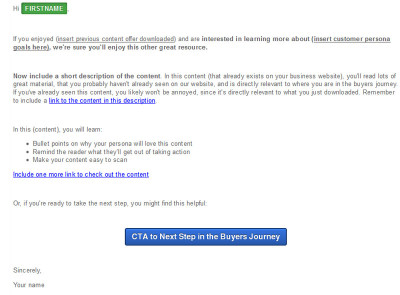 Hi FIRSTNAME
If you enjoyed (insert previous content offer downloaded) and are interested in learning more about (insert customer persona
goals here), we're sure you'll enjoy this other great resource.
Now include a short description of the content. In this content (that already exists on your business website), you'll read lots of
great material, that you probably haven't already seen on our website, and is directly relevant to where you are in the buyers journey.
If you've already seen this content, you likely won't be annoyed, since it's directly relevant to what you just downloaded. Remember
to include a link to the content in this description.
In this (content), you will learn:
• Bullet points on why your persona will love this content
• Remind the reader what they'll get out of taking action
• Make your content easy to scan
Include one more link to check out the content
Or, if you're ready to take the next step, you might find this helpful:
CTA to Next Step in the Buyers Journey
Sincerely,
Your name